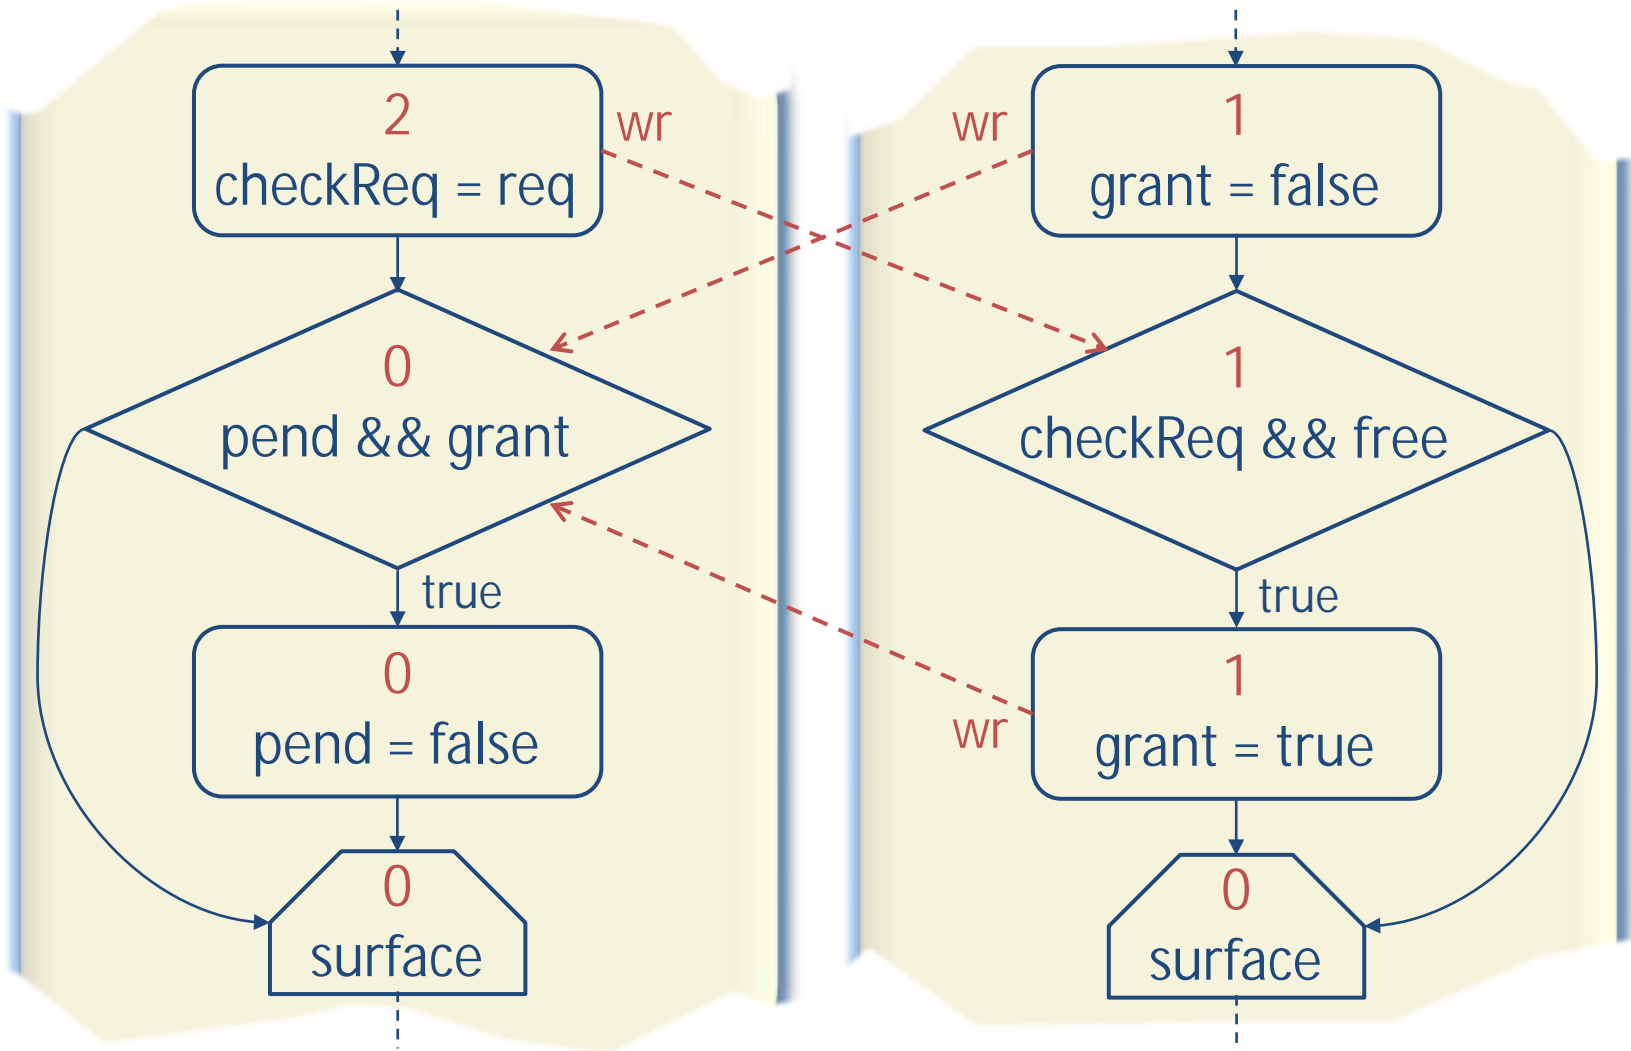 2
checkReq = req
wr
0
pend && grant
true
0
pend = false
0
surface
wr
1
grant = false
1
checkReq && free
true
wr
1
grant = true
0
surface